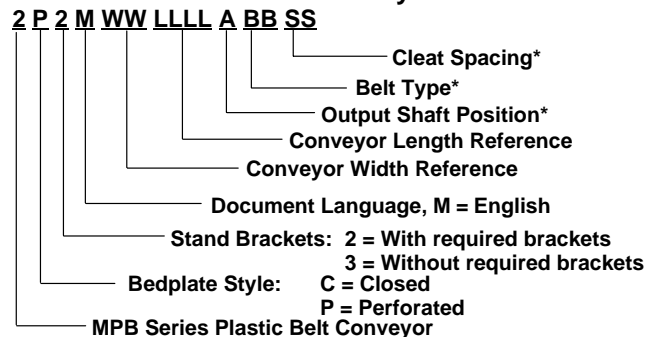 2 P 2 M WW LLLL A BB SS
Cleat Spacing*
Belt Type*
Output Shaft Position*
Conveyor Length Reference
Conveyor Width Reference
Document Language, M = English
Stand Brackets: 2 = With required brackets
3 = Without required brackets
Bedplate Style: C = Closed
P = Perforated
MPB Series Plastic Belt Conveyor